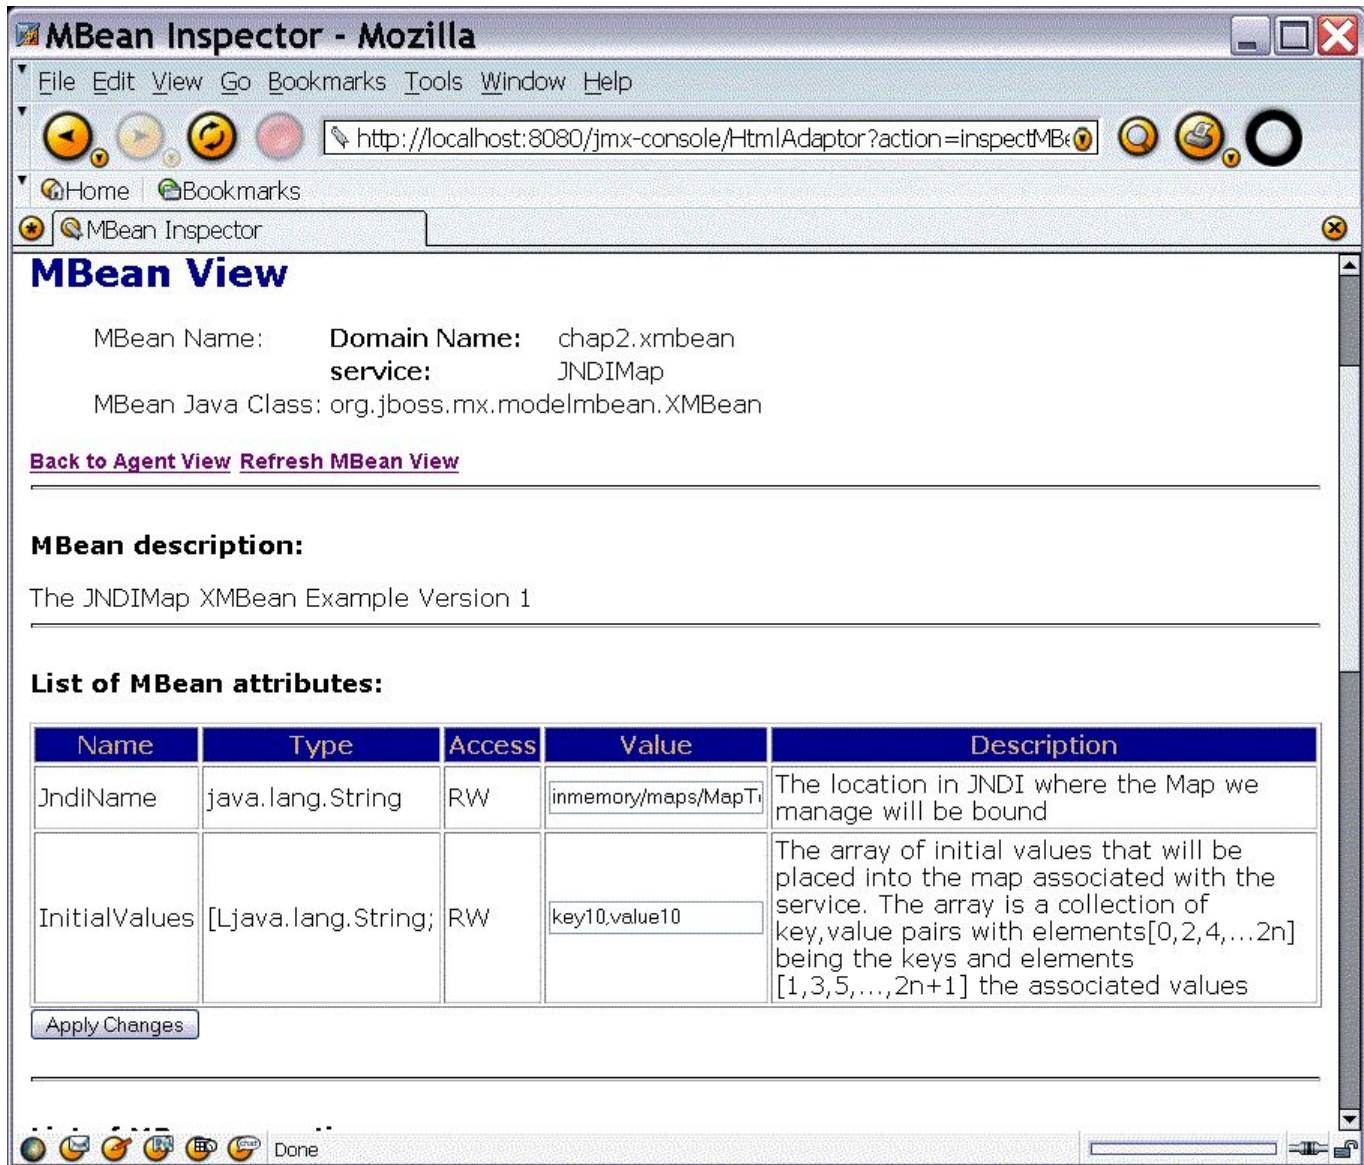 MBean Inspector - Mozilla
File Edit View Go Bookmarks Tools Window Help
http://localhost:8080/jmx-console/HtmlAdaptor?action=inspectMBe
Home Bookmarks
MBean Inspector
MBean View
MBean Name: Domain Name: chap2.xmbean
service: JNDIMap
MBean Java Class: org.jboss.mx.modelmbean.XMBean
Back to Agent View Refresh MBean View
MBean description:
The JNDIMap XMBean Example Version 1
List of MBean attributes:
Name Type Access Value Description
JndiName java.lang.String RW inmemory/maps/MapT The location in JNDI where the Map we
manage will be bound
InitialValues [Ljava.lang.String; RW key10,value10 The array of initial values that will be
placed into the map associated with the
service. The array is a collection of
key,value pairs with elements[0,2,4,...2n]
being the keys and elements
[1,3,5,...,2n+1] the associated values
Apply Changes
Done